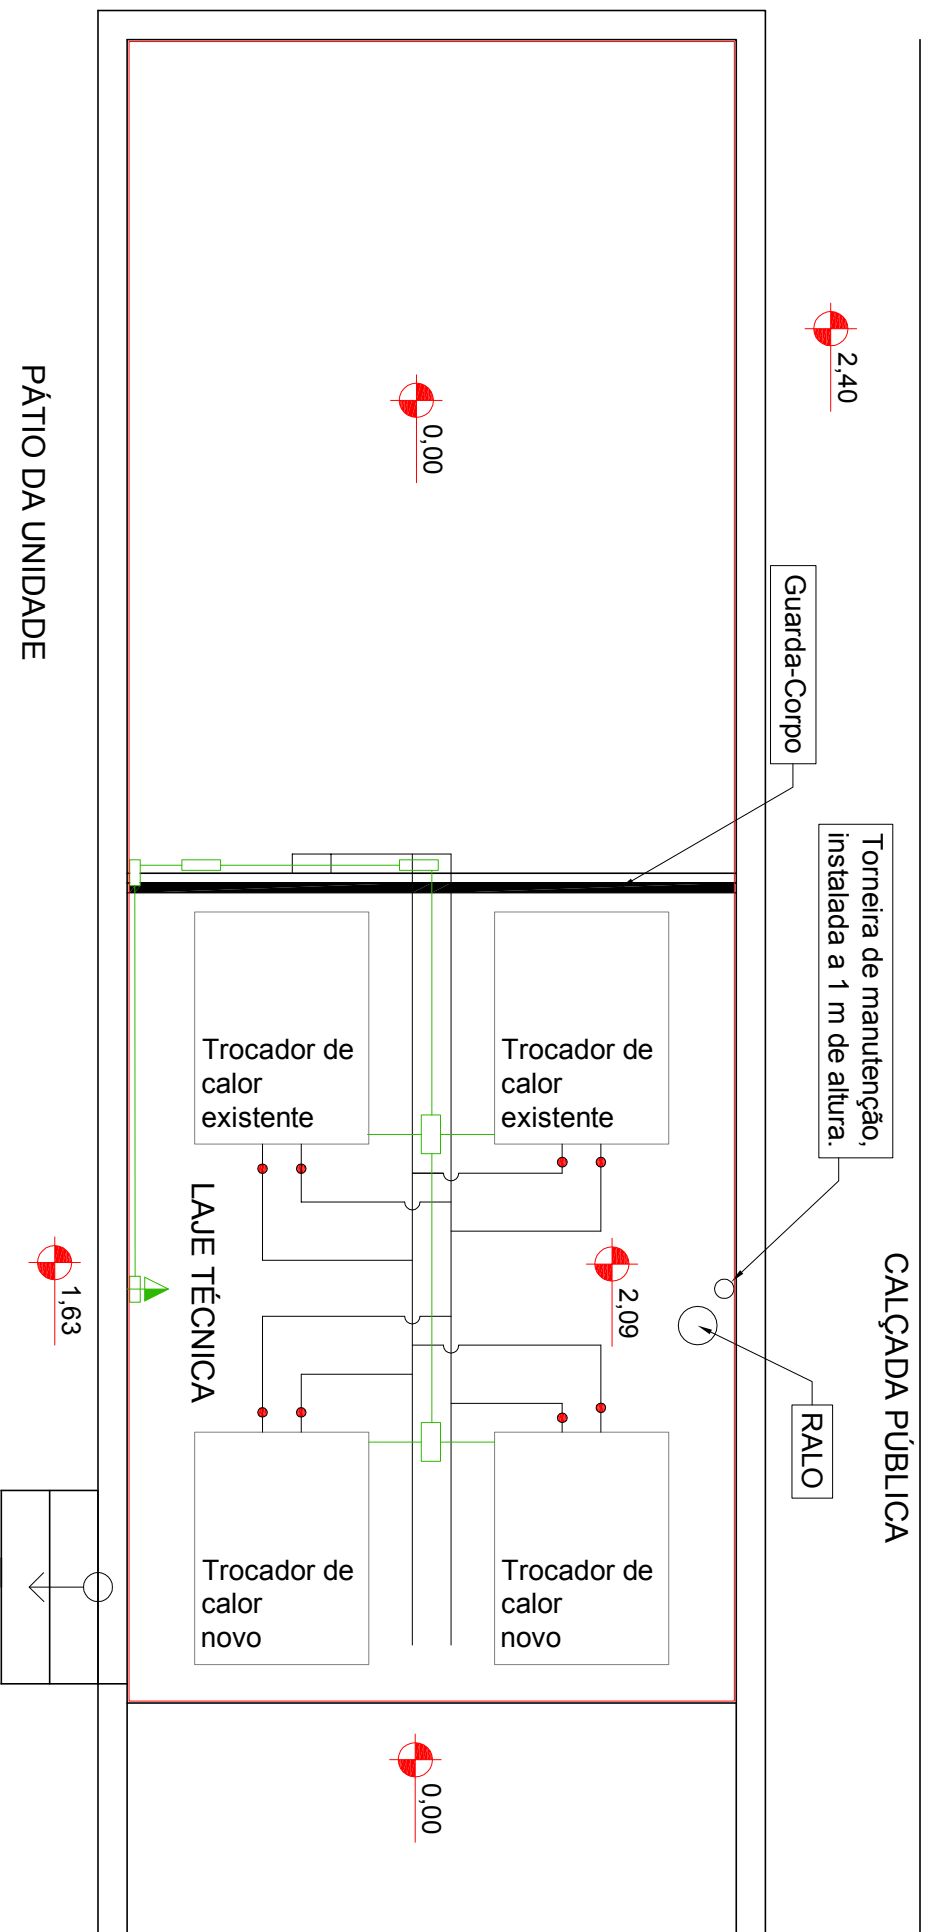 2,40
0,00
PÁTIO DA UNIDADE
Guarda-Corpo
Torneira de manutenção,
instalada a 1 m de altura.
CALÇADA PÚBLICA
Trocador de
calor
existente
Trocador de
calor
existente
LAJE TÉCNICA
2,09
1,63
RALO
Trocador de
calor
novo
Trocador de
calor
novo
0,00